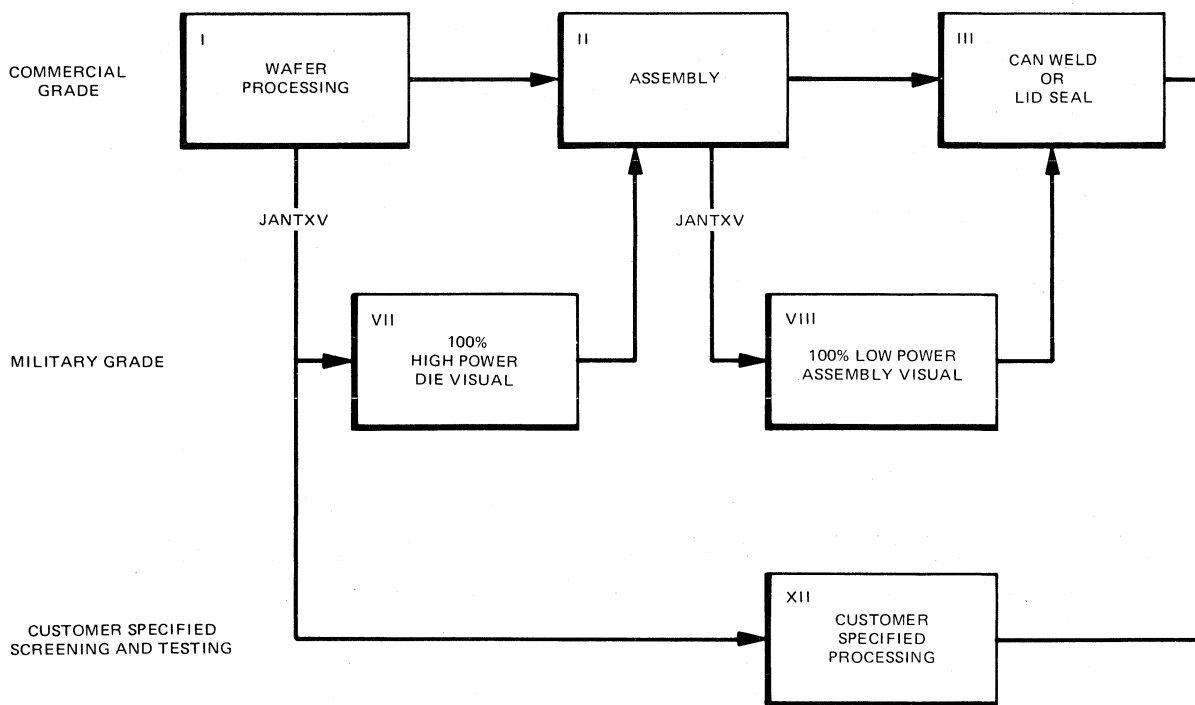 COMMERCIAL
GRADE
I
WAFER
PROCESSING
II
ASSEMBLY
III
CAN WELD
OR
LID SEAL
JANTXV
JANTXV
MILITARY GRADE
VII
100%
HIGH POWER
DIE VISUAL
VIII
100% LOW POWER
ASSEMBLY VISUAL
CUSTOMER SPECIFIED
SCREENING AND TESTING
XII
CUSTOMER
SPECIFIED
PROCESSING